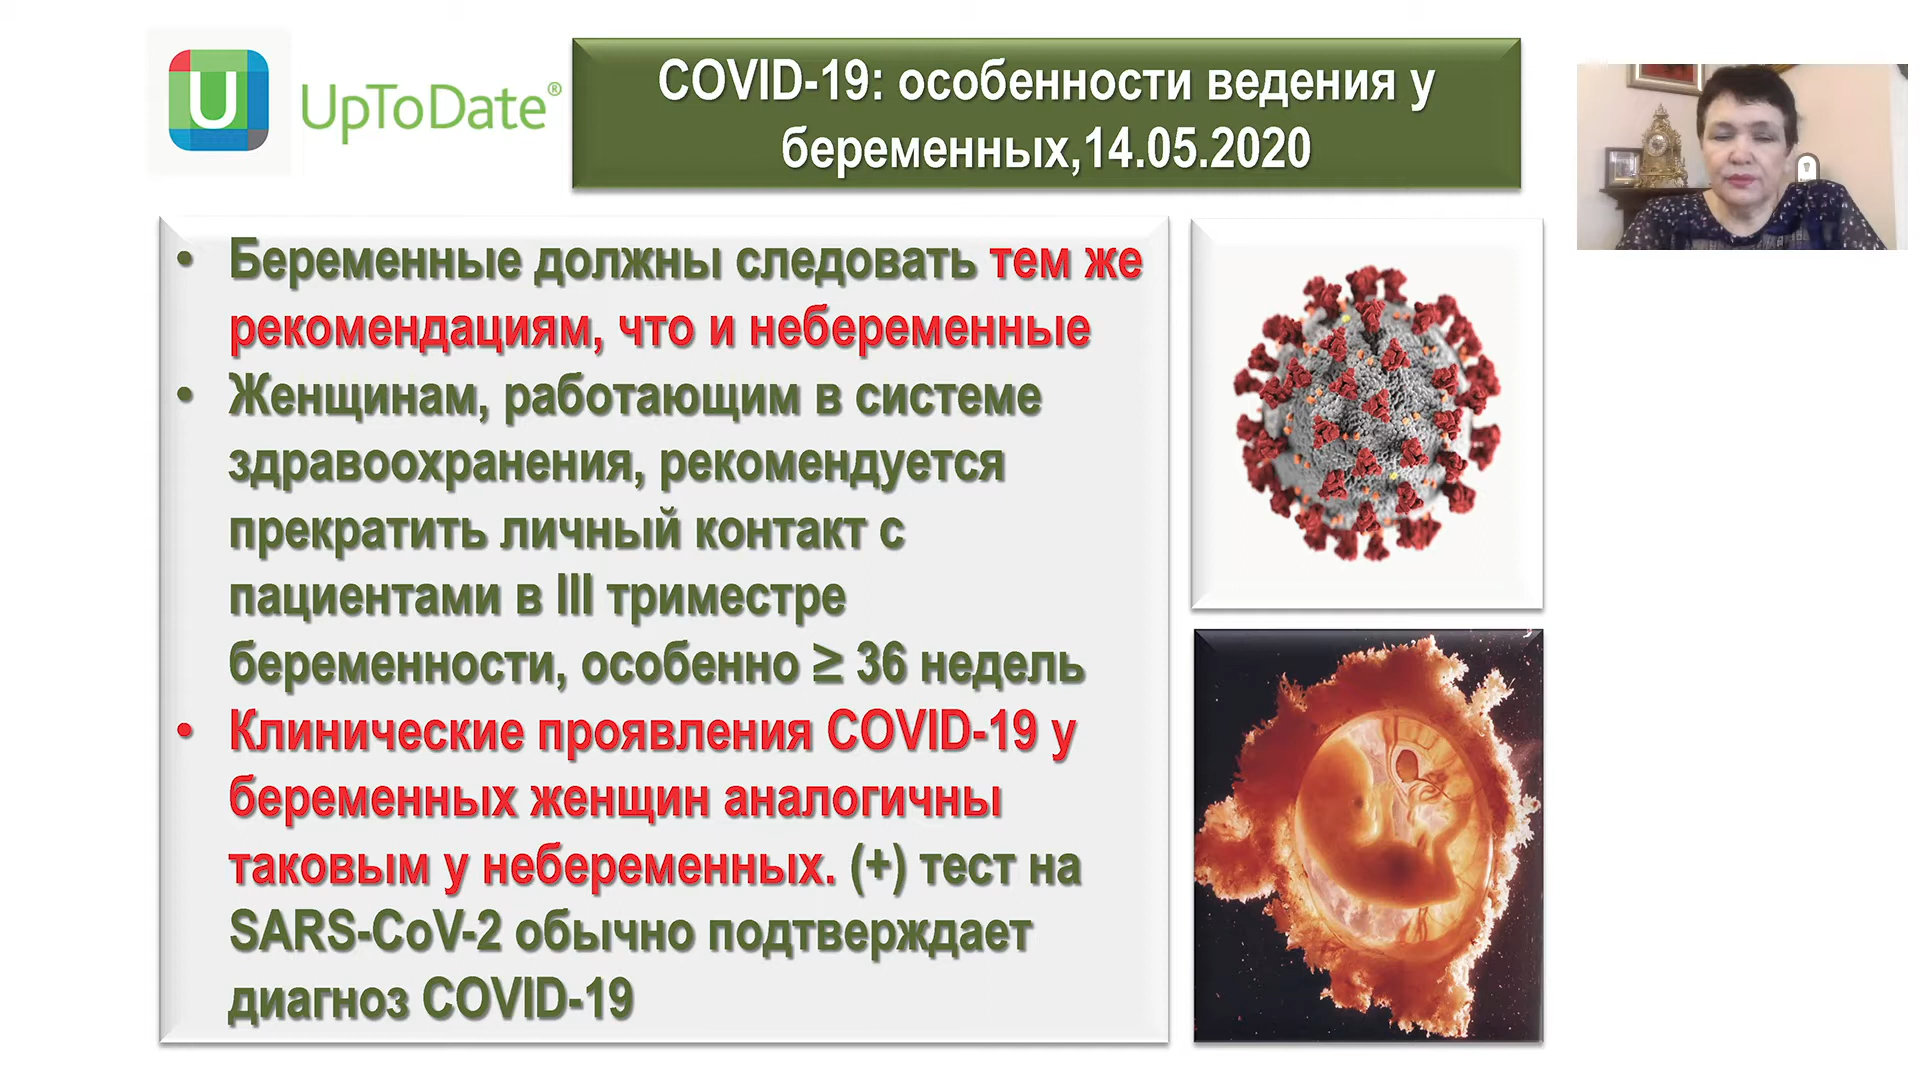 UpToDate®
COVID-19: особенности ведения у
беременных,14.05.2020
• Беременные должны следовать тем же
рекомендациям, что и небеременные
• Женщинам, работающим в системе
здравоохранения, рекомендуется
прекратить личный контакт с
пациентами в III триместре
беременности, особенно ≥ 36 недель
• Клинические проявления COVID-19 у
беременных женщин аналогичны
таковым у небеременных. (+) тест на
SARS-CoV-2 обычно подтверждает
диагноз COVID-19